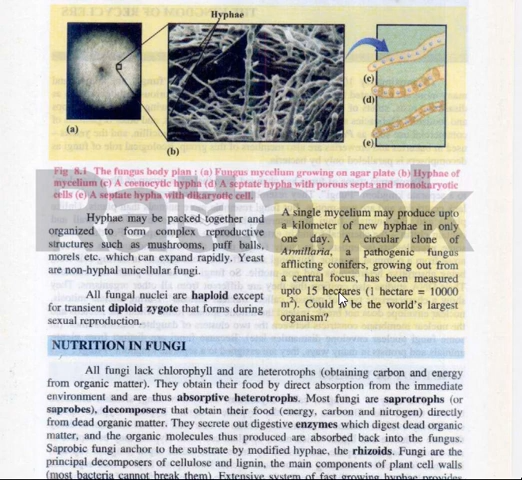 Hyphae
(a)
(b)
(c)
(d)
(e)
Fig 8.1 The fungus body plan : (a) Fungus mycelium growing on agar plate (b) Hyphae of
mycelium (c) A coenocytic hypha (d) A septate hypha with porous septa and monokaryotic
cells (e) A septate hypha with dikaryotic cell.
Hyphae may be packed together and
organized to form complex reproductive
structures such as mushrooms, puff balls,
morels etc. which can expand rapidly. Yeast
are non-hyphal unicellular fungi.
All fungal nuclei are haploid except
for transient diploid zygote that forms during
sexual reproduction.
A single mycelium may produce upto
a kilometer of new hyphae in only
one day. A circular clone of
Armillaria, a pathogenic fungus
afflicting conifers, growing out from
a central focus, has been measured
upto 15 hectares (1 hectare = 10000
m²). Could it be the world's largest
organism?
NUTRITION IN FUNGI
All fungi lack chlorophyll and are heterotrophs (obtaining carbon and energy
from organic matter). They obtain their food by direct absorption from the immediate
environment and are thus absorptive heterotrophs. Most fungi are saprotrophs (or
saprobes), decomposers that obtain their food (energy, carbon and nitrogen) directly
from dead organic matter. They secrete out digestive enzymes which digest dead organic
matter, and the organic molecules thus produced are absorbed back into the fungus.
Saprobic fungi anchor to the substrate by modified hyphae, the rhizoids. Fungi are the
principal decomposers of cellulose and lignin, the main components of plant cell walls
(most bacteria cannot break them). Extensive system of fast growing hyphae provides